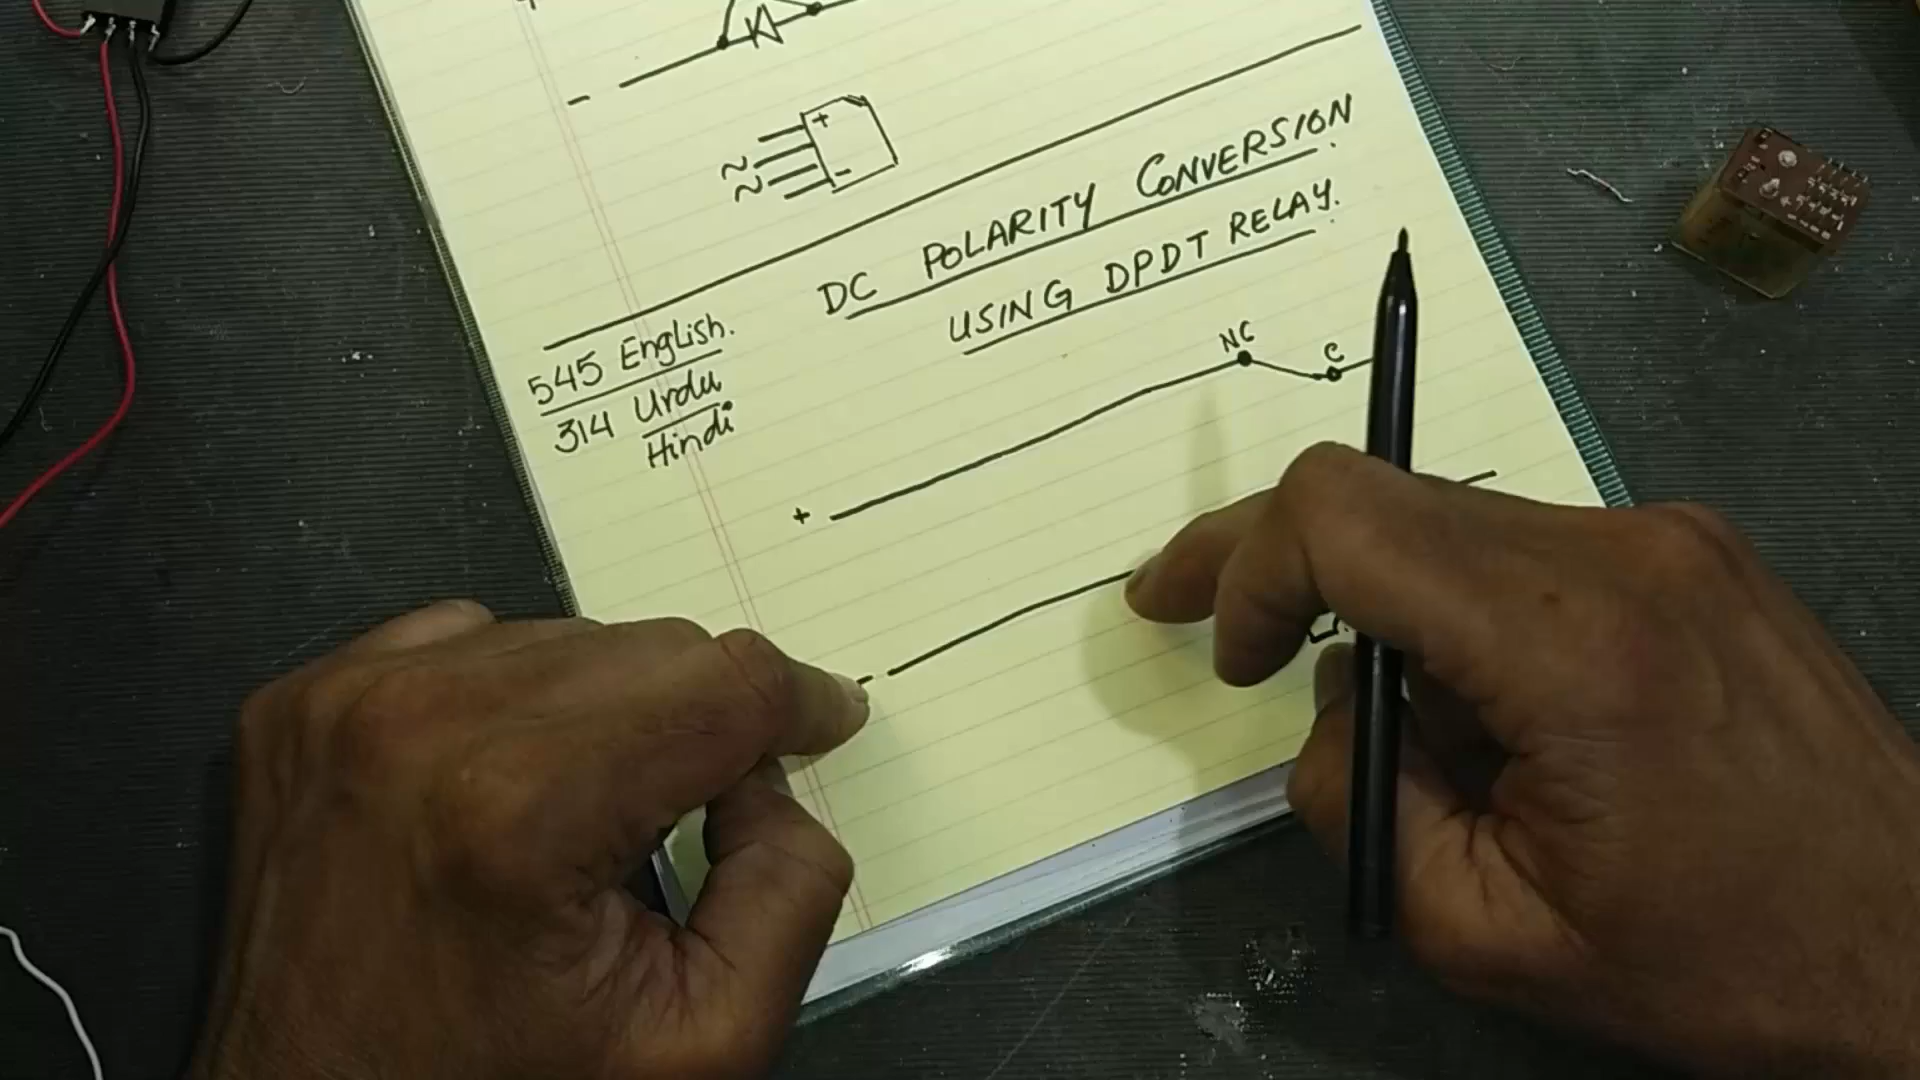 +
~
~ -
DC POLARITY CONVERSION.
USING DPDT RELAY.
545 English.
314 Urdu
Hindi
NC
C
+
-